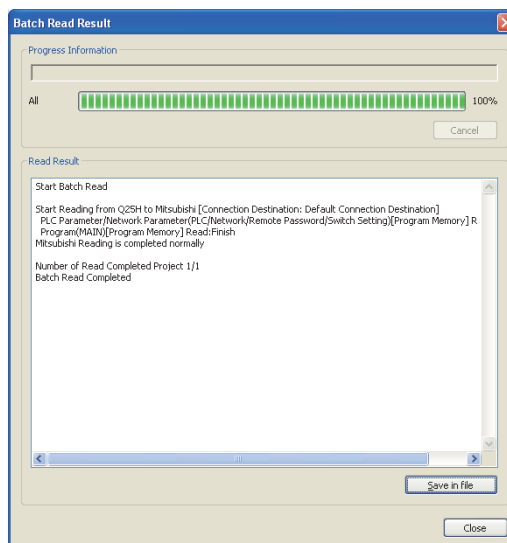 Batch Read Result
Progress Information
All
100%
Cancel
Read Result
Start Batch Read
Start Reading from Q25H to Mitsubishi [Connection Destination: Default Connection Destination]
PLC Parameter/Network Parameter(PLC/Network/Remote Password/Switch Setting)[Program Memory] R
Program(MAIN)[Program Memory] Read:Finish
Mitsubishi Reading is completed normally
Number of Read Completed Project 1/1
Batch Read Completed
Save in file
Close